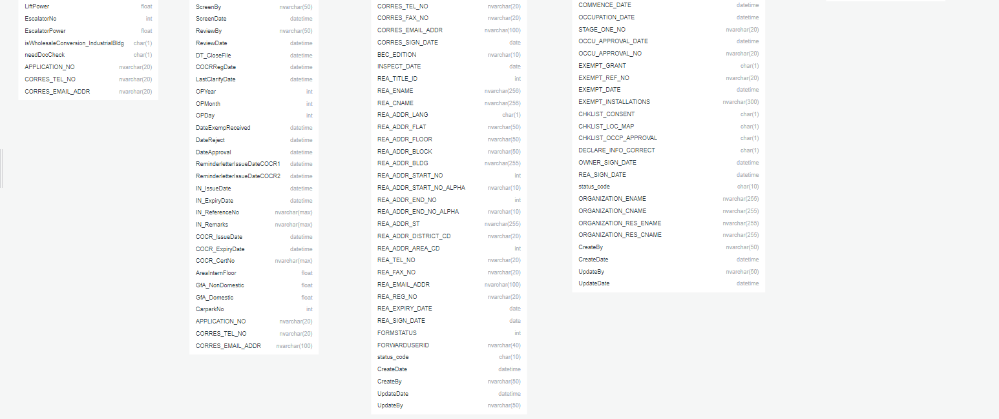 LiftPower float
EscalatorNo int
EscalatorPower float
isWholesaleConversion_IndustrialBldg char(1)
needDocCheck char(1)
APPLICATION_NO nvarchar(20)
CORRES_TEL_NO nvarchar(20)
CORRES_EMAIL_ADDR nvarchar(20)
ScreenBy nvarchar(50)
ScreenDate datetime
ReviewBy nvarchar(50)
ReviewDate datetime
DT_CloseFile datetime
COCRRegDate datetime
LastClarifyDate datetime
OPYear int
OPMonth int
OPDay int
DateExempReceived datetime
DateReject datetime
DateApproval datetime
ReminderletterIssueDateCOCR1 datetime
ReminderletterIssueDateCOCR2 datetime
IN_IssueDate datetime
IN_ExpiryDate datetime
IN_ReferenceNo nvarchar(max)
IN_Remarks nvarchar(max)
COCR_IssueDate datetime
COCR_ExpiryDate datetime
COCR_CertNo nvarchar(max)
AreaInternFloor float
GfA_NonDomestic float
GfA_Domestic float
CarparkNo int
APPLICATION_NO nvarchar(20)
CORRES_TEL_NO nvarchar(20)
CORRES_EMAIL_ADDR nvarchar(100)
CORRES_TEL_NO nvarchar(20)
CORRES_FAX_NO nvarchar(20)
CORRES_EMAIL_ADDR nvarchar(100)
CORRES_SIGN_DATE date
BEC_EDITION nvarchar(10)
INSPECT_DATE date
REA_TITLE_ID int
REA_ENAME nvarchar(256)
REA_CNAME nvarchar(256)
REA_ADDR_LANG char(1)
REA_ADDR_FLAT nvarchar(50)
REA_ADDR_FLOOR nvarchar(50)
REA_ADDR_BLOCK nvarchar(50)
REA_ADDR_BLDG nvarchar(255)
REA_ADDR_START_NO int
REA_ADDR_START_NO_ALPHA nvarchar(10)
REA_ADDR_END_NO int
REA_ADDR_END_NO_ALPHA nvarchar(10)
REA_ADDR_ST nvarchar(255)
REA_ADDR_DISTRICT_CD nvarchar(20)
REA_ADDR_AREA_CD int
REA_TEL_NO nvarchar(20)
REA_FAX_NO nvarchar(20)
REA_EMAIL_ADDR nvarchar(100)
REA_REG_NO nvarchar(20)
REA_EXPIRY_DATE date
REA_SIGN_DATE date
FORMSTATUS int
FORWARDUSERID nvarchar(40)
status_code char(10)
CreateDate datetime
CreateBy nvarchar(50)
UpdateDate datetime
UpdateBy nvarchar(50)
COMMENCE_DATE datetime
OCCUPATION_DATE datetime
STAGE_ONE_NO nvarchar(20)
OCCU_APPROVAL_DATE datetime
OCCU_APPROVAL_NO nvarchar(20)
EXEMPT_GRANT char(1)
EXEMPT_REF_NO nvarchar(20)
EXEMPT_DATE datetime
EXEMPT_INSTALLATIONS nvarchar(300)
CHKLIST_CONSENT char(1)
CHKLIST_LOC_MAP char(1)
CHKLIST_OCCP_APPROVAL char(1)
DECLARE_INFO_CORRECT char(1)
OWNER_SIGN_DATE datetime
REA_SIGN_DATE datetime
status_code char(10)
ORGANIZATION_ENAME nvarchar(255)
ORGANIZATION_CNAME nvarchar(255)
ORGANIZATION_RES_ENAME nvarchar(255)
ORGANIZATION_RES_CNAME nvarchar(255)
CreateBy nvarchar(50)
CreateDate datetime
UpdateBy nvarchar(50)
UpdateDate datetime